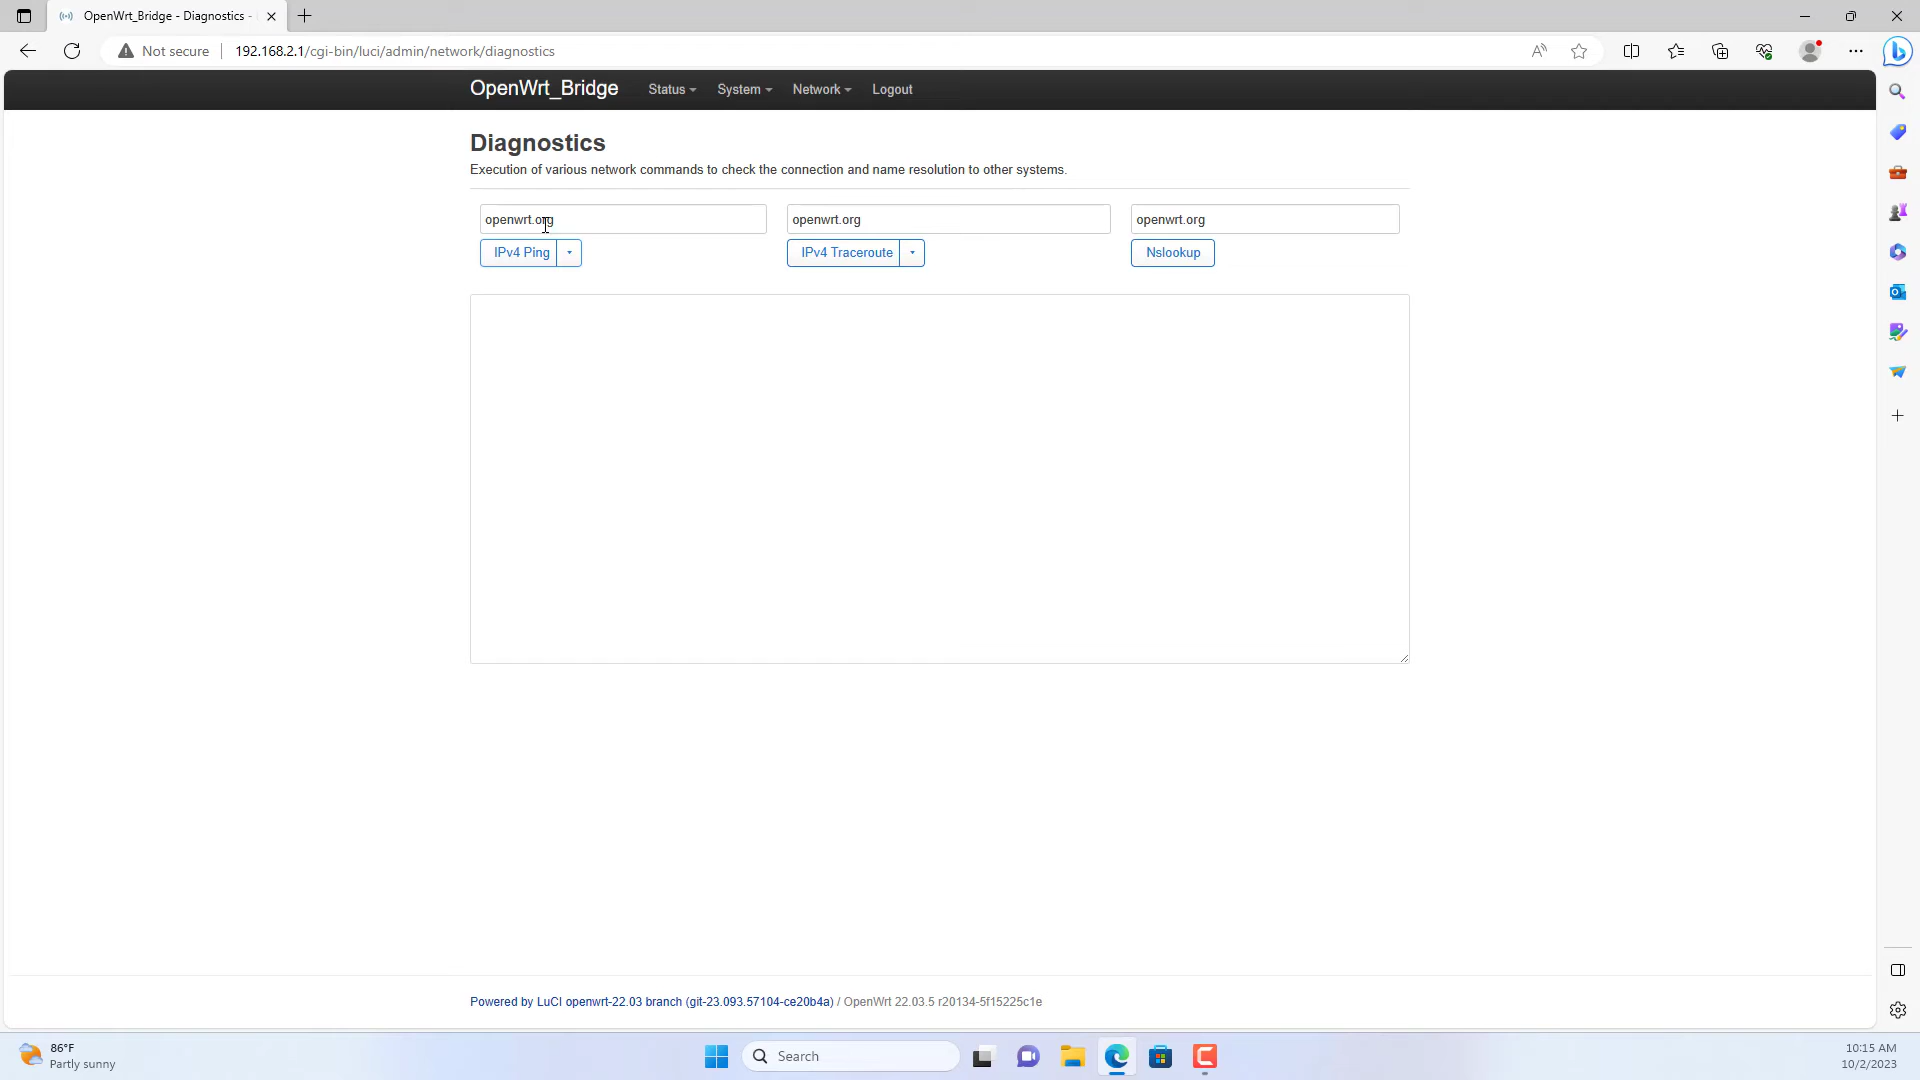 OpenWrt_Bridge - Diagnostics -
Not secure
192.168.2.1/cgi-bin/luci/admin/network/diagnostics
OpenWrt_Bridge
Status
System
Network
Logout
Diagnostics
Execution of various network commands to check the connection and name resolution to other systems.
openwrt.org
openwrt.org
openwrt.org
IPv4 Ping
IPv4 Traceroute
Nslookup
Powered by LuCI openwrt-22.03 branch (git-23.093.57104-ce20b4a) / OpenWrt 22.03.5 r20134-5f15225c1e
86°F
Partly sunny
Search
10:15 AM
10/2/2023